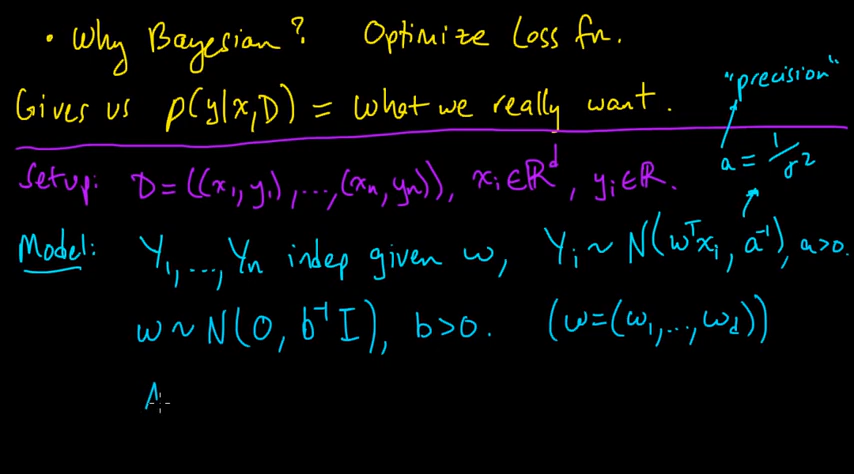 • Why Bayesian? Optimize Loss fn.
Gives us p(y|x,D) = What we really want.
"precision"
a = 1/σ²
Setup: D = ((x₁,y₁),...,(xₙ,yₙ)), xᵢ∈ℝᵈ, yᵢ∈ℝ.
Model: Y₁,...,Yₙ indep given w, Yᵢ ~ N(wᵀxᵢ, a⁻¹), a>0.
w ~ N(0, b⁻¹I), b>0. (w=(w₁,...,w_d))
A